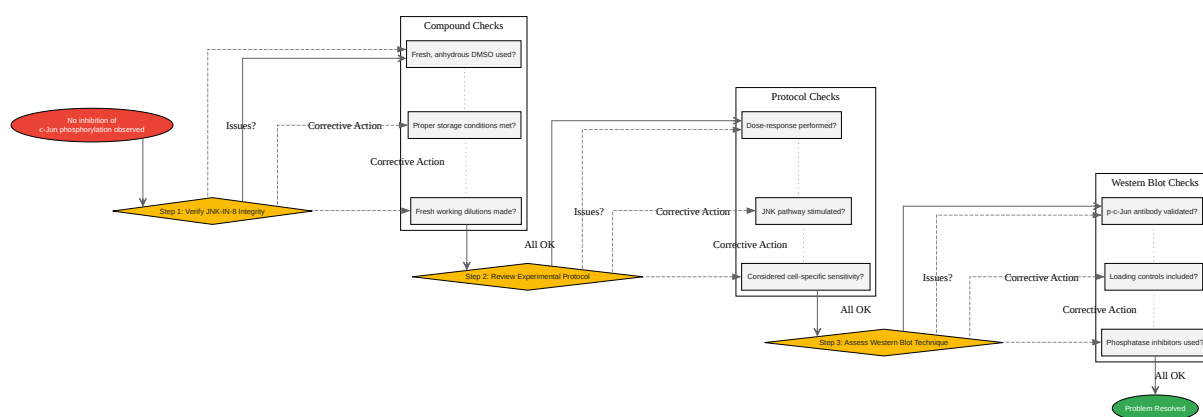 Compound Checks
Fresh, anhydrous DMSO used?
Protocol Checks
No inhibition of
c-Jun phosphorylation observed
Issues?
Corrective Action
Proper storage conditions met?
Dose-response performed?
Corrective Action
Western Blot Checks
Step 1: Verify JNK-IN-8 Integrity
Fresh working dilutions made?
Issues?
Corrective Action
JNK pathway stimulated?
p-c-Jun antibody validated?
All OK
Corrective Action
Step 2: Review Experimental Protocol
Considered cell-specific sensitivity?
Issues?
Corrective Action
Loading controls included?
All OK
Corrective Action
Step 3: Assess Western Blot Technique
Phosphatase inhibitors used?
All OK
Problem Resolved